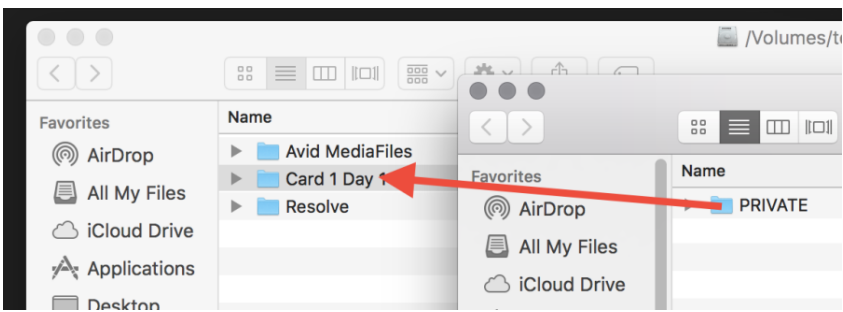 /Volumes/t
Favorites
AirDrop
All My Files
iCloud Drive
Applications
Desktop
Name
Avid MediaFiles
Card 1 Day 1
Resolve
Favorites
AirDrop
All My Files
iCloud Drive
Name
PRIVATE